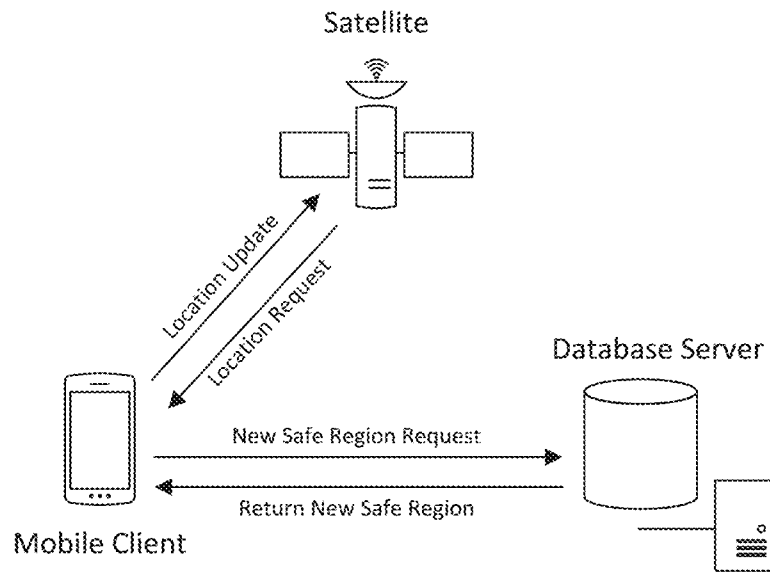 Satellite
Location Update
Location Request
Database Server
New Safe Region Request
Return New Safe Region
Mobile Client